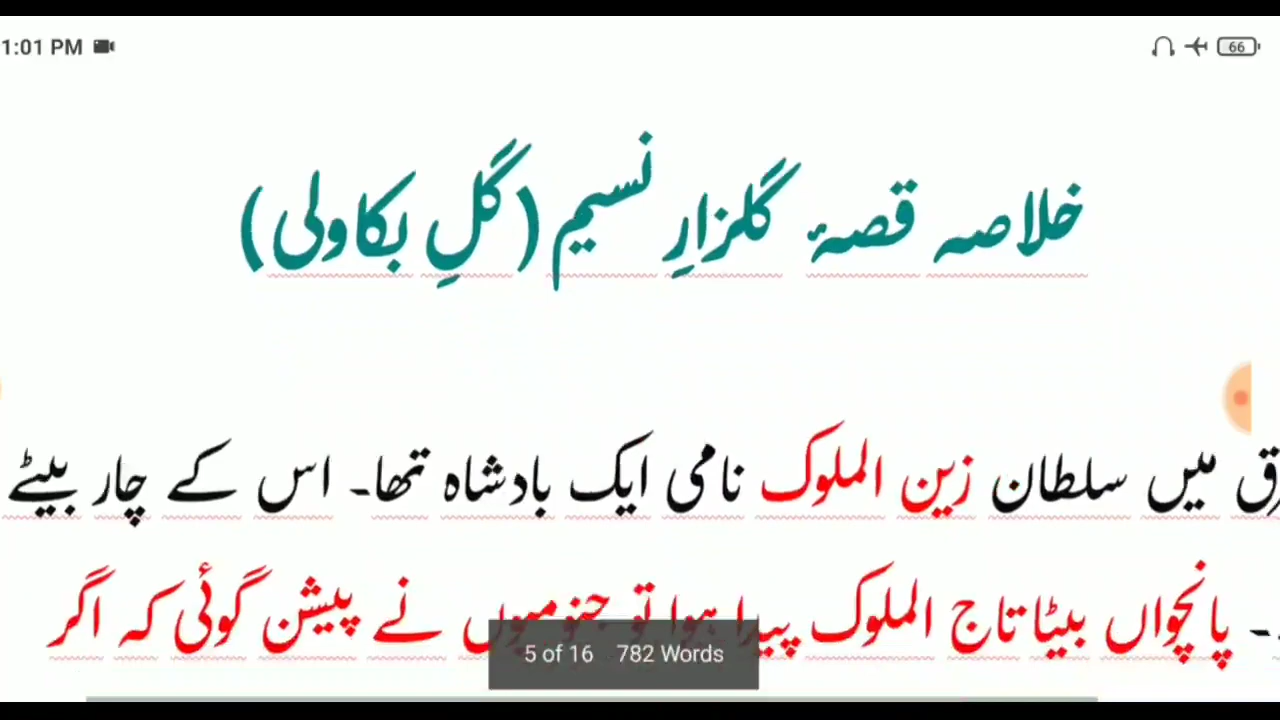 1:01 PM
66
خلاصہ قصۂ گلزارِ نسیم (گلِ بکاولی)
میں سلطان زین الملوک نامی ایک بادشاہ تھا۔ اس کے چار بیٹے
۔ پانچواں بیٹا تاج الملوک پیدا ہوا تو نے پیشن گوئی کہ اگر
5 of 16 782 Words